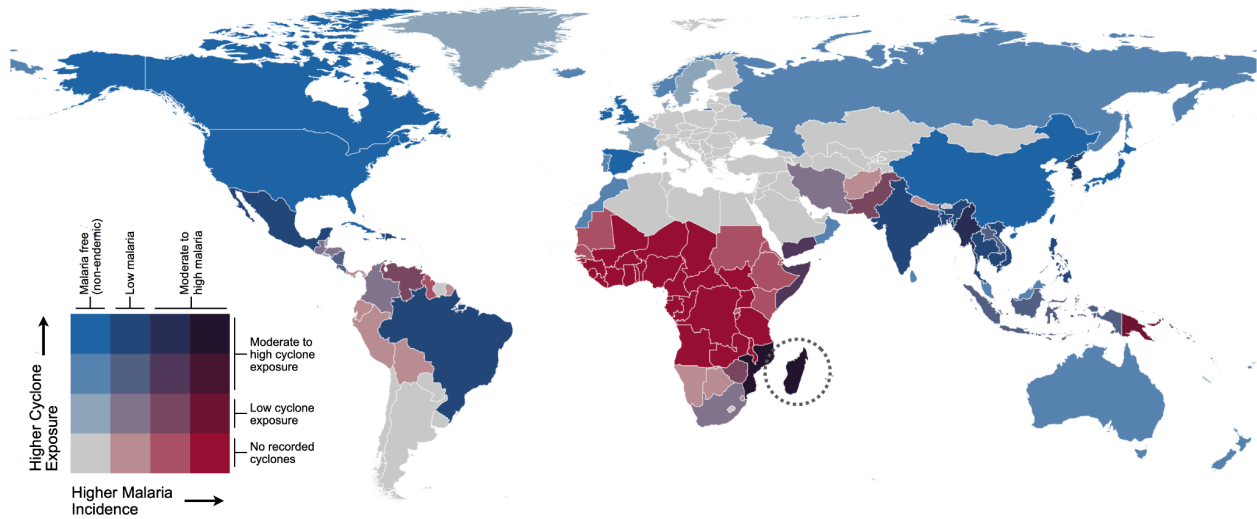 Malaria free
(non-endemic)
Low malaria
Moderate to
high malaria
Higher Cyclone
Exposure
Moderate to
high cyclone
exposure
Low cyclone
exposure
No recorded
cyclones
Higher Malaria
Incidence